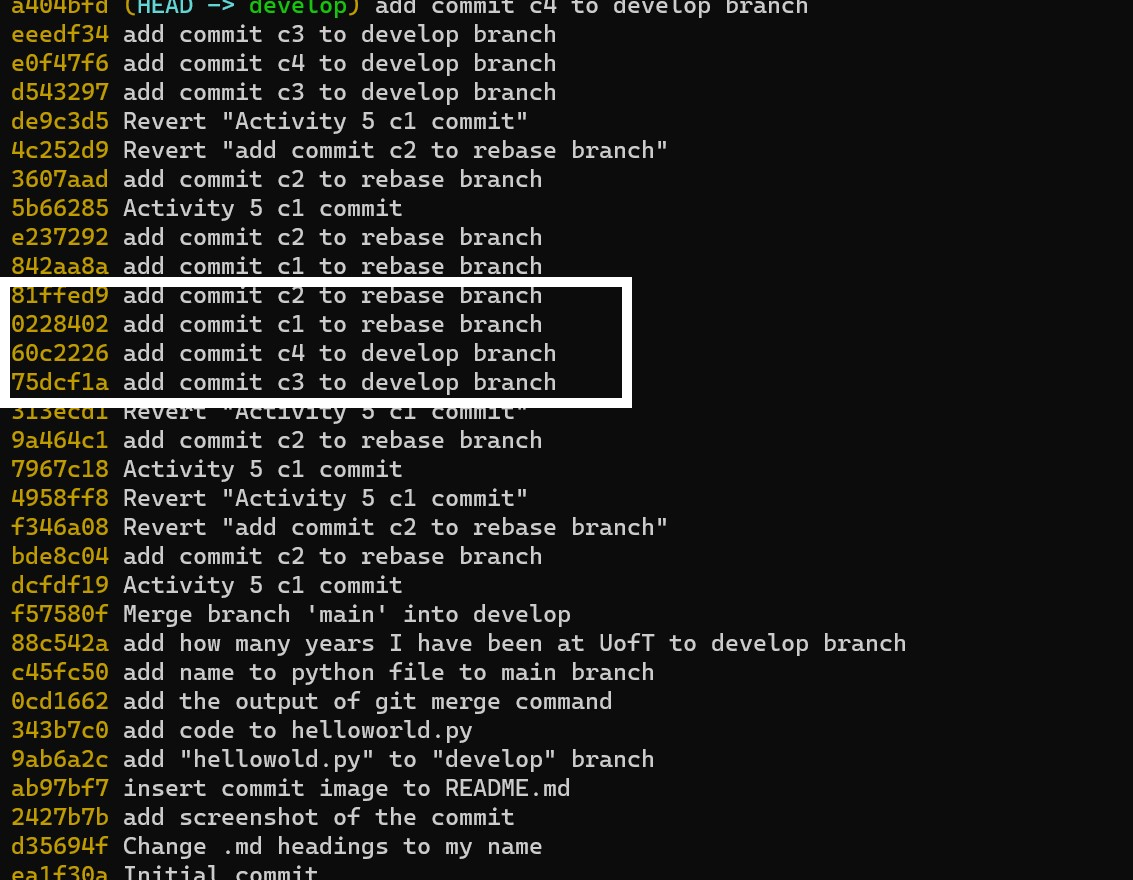 a404bfd (HEAD -> develop) add commit c4 to develop branch
eeedf34 add commit c3 to develop branch
e0f47f6 add commit c4 to develop branch
d543297 add commit c3 to develop branch
de9c3d5 Revert "Activity 5 c1 commit"
4c252d9 Revert "add commit c2 to rebase branch"
3607aad add commit c2 to rebase branch
5b66285 Activity 5 c1 commit
e237292 add commit c2 to rebase branch
842aa8a add commit c1 to rebase branch
81ffed9 add commit c2 to rebase branch
0228402 add commit c1 to rebase branch
60c2226 add commit c4 to develop branch
75dcf1a add commit c3 to develop branch
313ecd1 Revert "Activity 5 c1 commit"
9a464c1 add commit c2 to rebase branch
7967c18 Activity 5 c1 commit
4958ff8 Revert "Activity 5 c1 commit"
f346a08 Revert "add commit c2 to rebase branch"
bde8c04 add commit c2 to rebase branch
dcfdf19 Activity 5 c1 commit
f57580f Merge branch 'main' into develop
88c542a add how many years I have been at UofT to develop branch
c45fc50 add name to python file to main branch
0cd1662 add the output of git merge command
343b7c0 add code to helloworld.py
9ab6a2c add "hellowold.py" to "develop" branch
ab97bf7 insert commit image to README.md
2427b7b add screenshot of the commit
d35694f Change .md headings to my name
ea1f30a Initial commit